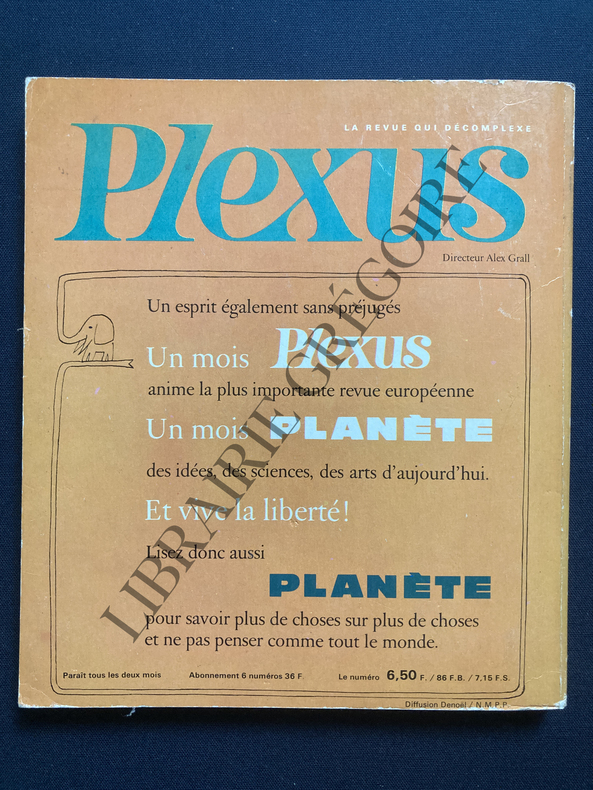 LA REVUE QUI DÉCOMPLEXE
Plexus
Directeur Alex Grall
Un esprit également sans préjugés
Un mois Plexus
anime la plus importante revue européenne
Un mois PLANÈTE
des idées, des sciences, des arts d'aujourd'hui.
Et vive la liberté!
Lisez donc aussi
PLANÈTE
pour savoir plus de choses sur plus de choses
et ne pas penser comme tout le monde.
Paraît tous les deux mois Abonnement 6 numéros 36 F. Le numéro 6,50 F. / 86 F.B. / 7.15 F.S.
Diffusion Denoël / N.M.P.P.
LIBRAIRIE GRÉGOIRE